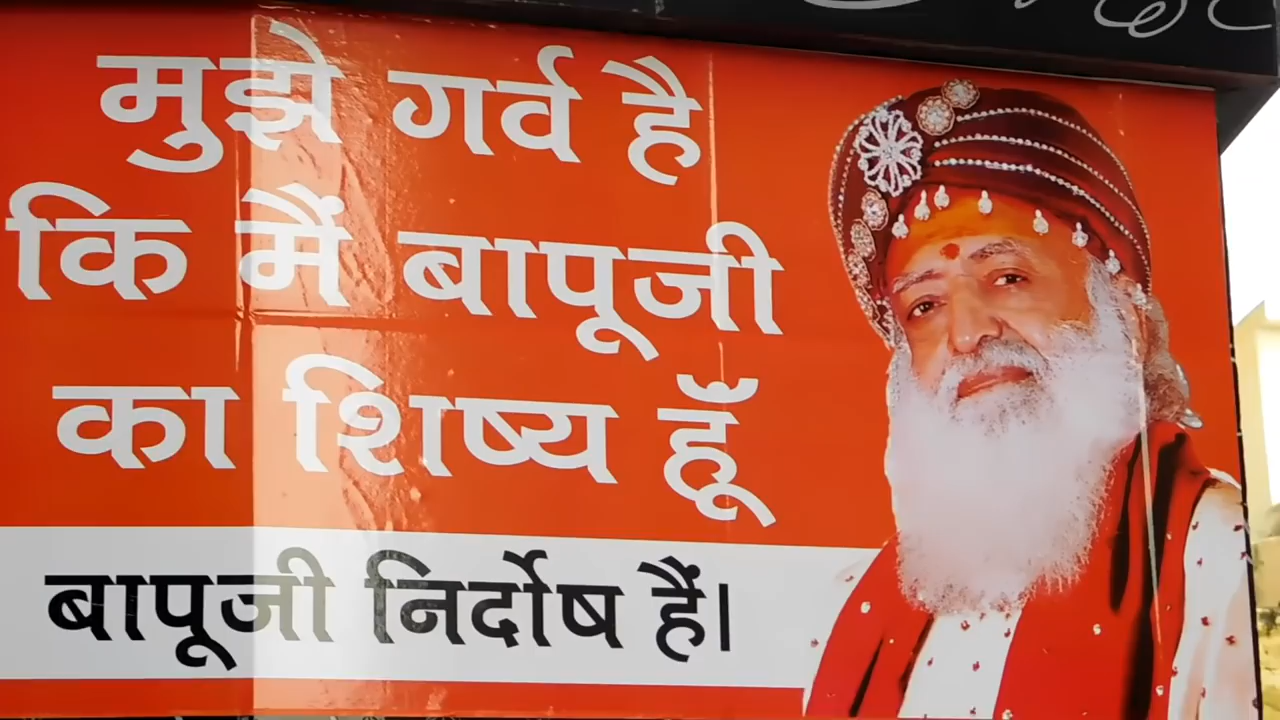 मुझे गर्व है
कि मैं बापूजी
का शिष्य हूँ
बापूजी निर्दोष हैं।